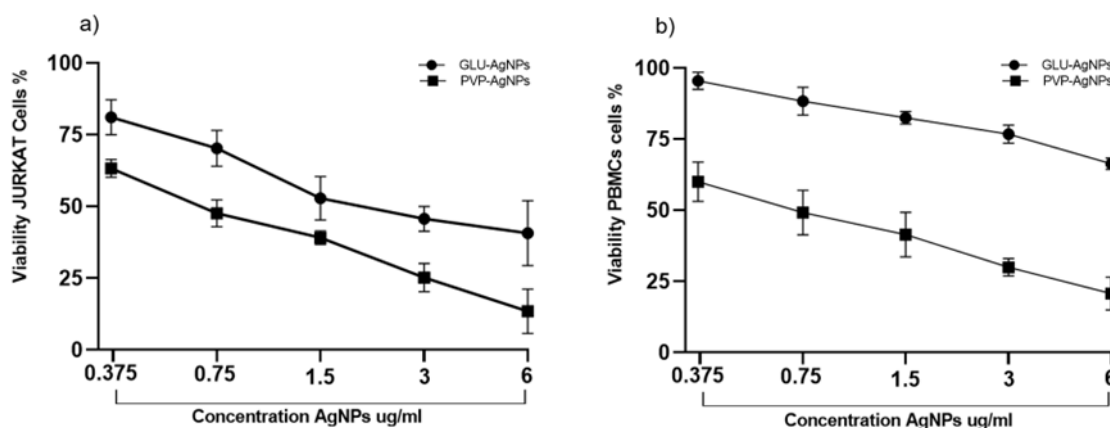 a)
100
75
50
25
0
Viability JURKAT Cells %
GLU-AgNPs
PVP-AgNPs
0.375 0.75 1.5 3 6
Concentration AgNPs ug/ml
b)
100
75
50
25
0
Viability PBMCs cells %
GLU-AgNPs
PVP-AgNPs
0.375 0.75 1.5 3 6
Concentration AgNPs ug/ml